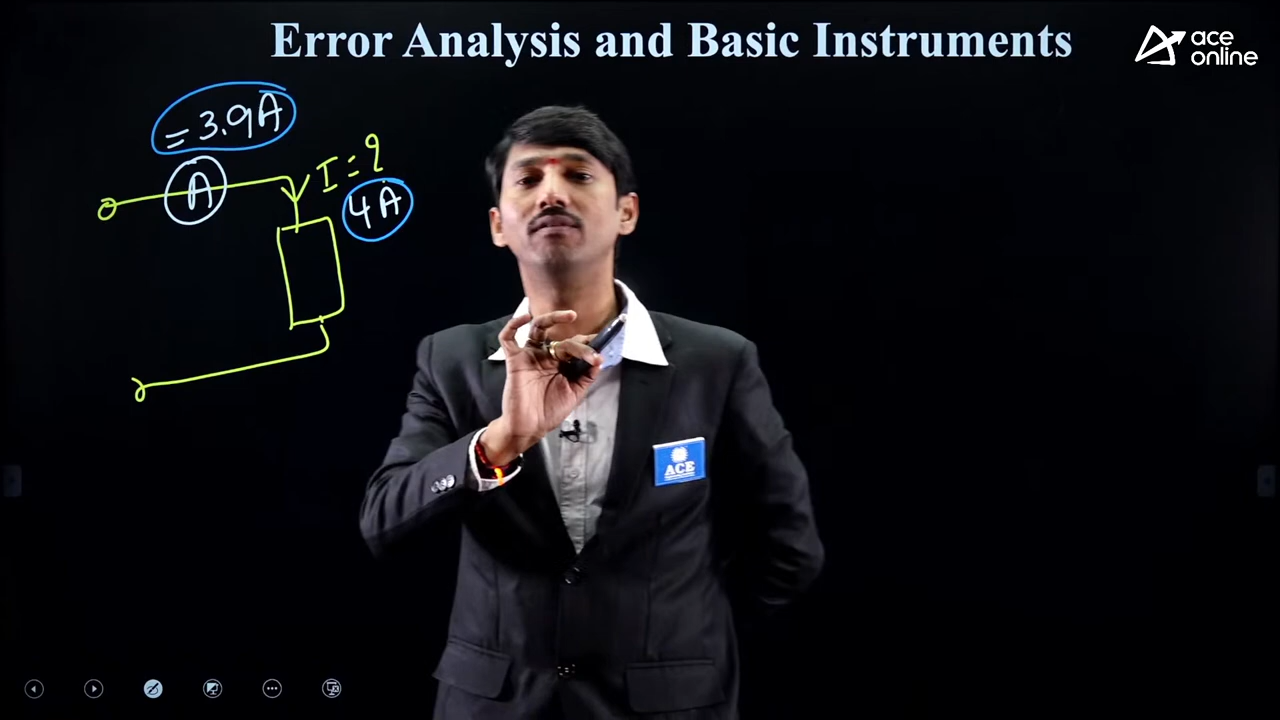 Error Analysis and Basic Instruments
ace
online
= 3.9A
A
I = ?
4A
ACE